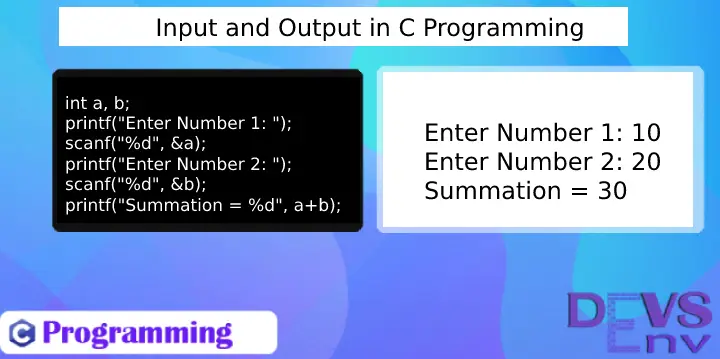 Input and Output in C Programming
int a, b;
printf("Enter Number 1: ");
scanf("%d", &a);
printf("Enter Number 2: ");
scanf("%d", &b);
printf("Summation = %d", a+b);
Enter Number 1: 10
Enter Number 2: 20
Summation = 30
C Programming
DEVS
Env